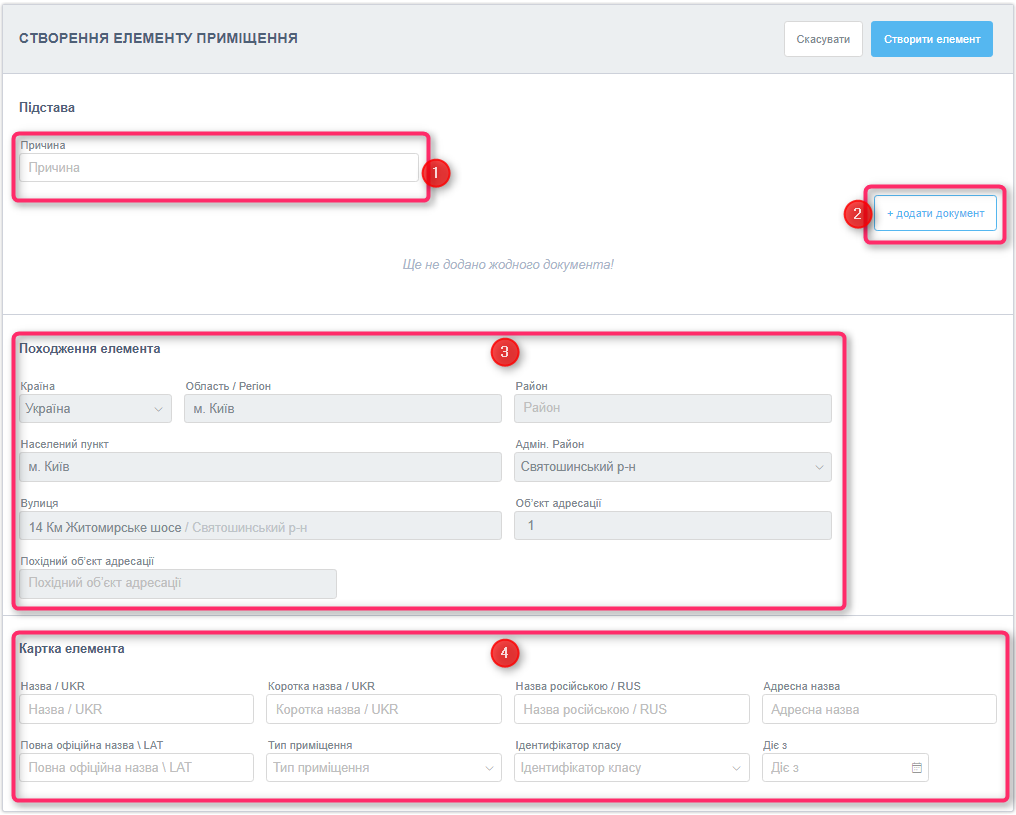 СТВОРЕННЯ ЕЛЕМЕНТУ ПРИМІЩЕННЯ
Скасувати
Створити елемент
Підстава
Причина
Причина
1
2
+ додати документ
Ще не додано жодного документа!
Походження елемента
3
Країна
Область / Регіон
Район
Україна
м. Київ
Район
Населений пункт
Адмін. Район
м. Київ
Святошинський р-н
Вулиця
Об'єкт адресації
14 Км Житомирське шосе / Святошинський р-н
1
Похідний об'єкт адресації
Похідний об'єкт адресації
Картка елемента
4
Назва / UKR
Коротка назва / UKR
Назва російською / RUS
Адресна назва
Назва / UKR
Коротка назва / UKR
Назва російською / RUS
Адресна назва
Повна офіційна назва \ LAT
Тип приміщення
Ідентифікатор класу
Діє з
Повна офіційна назва \ LAT
Тип приміщення
Ідентифікатор класу
Діє з